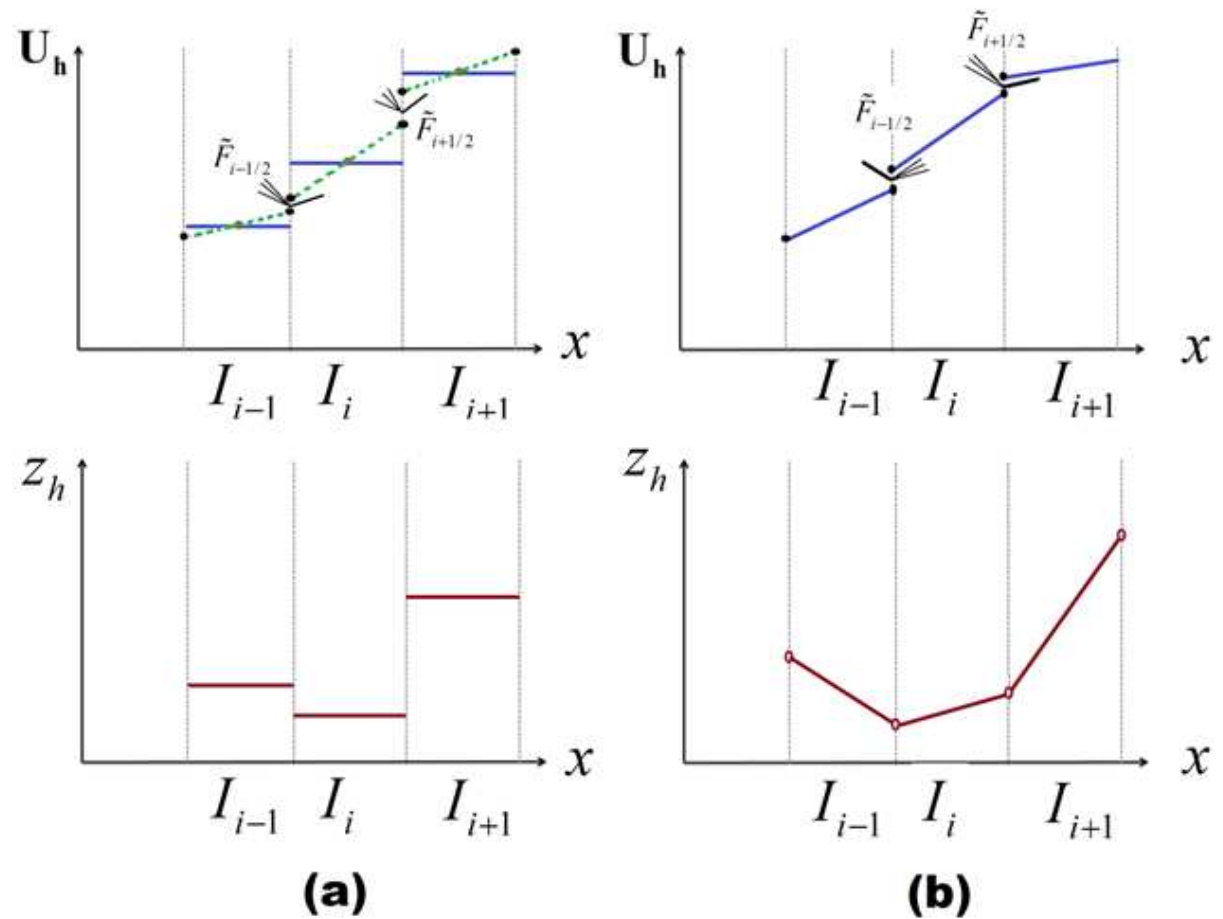 U_h
F̃_{i-1/2}
F̃_{i+1/2}
x
I_{i-1} I_i I_{i+1}
F̃_{i+1/2}
F̃_{i-1/2}
x
I_{i-1} I_i I_{i+1}
z_h
x
I_{i-1} I_i I_{i+1}
z_h
x
I_{i-1} I_i I_{i+1}
(a)
(b)